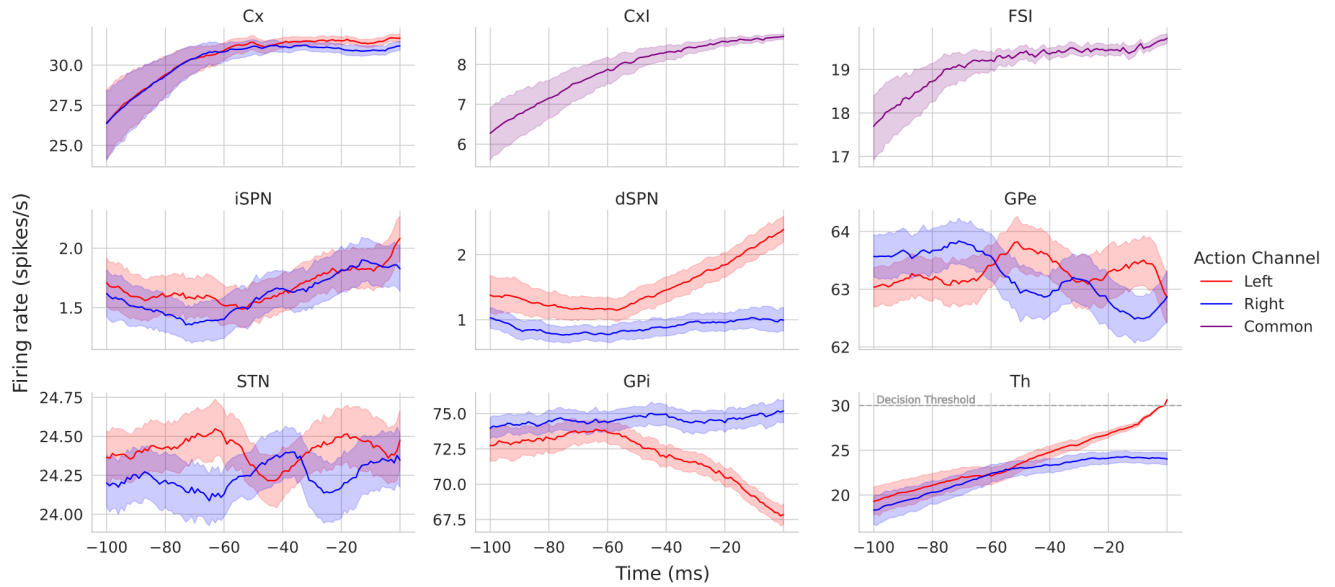 Cx
CxI
FSI
30.0
27.5
25.0
8
7
6
19
18
17
Firing rate (spikes/s)
iSPN
dSPN
GPe
2.0
1.5
2
1
64
63
62
Action Channel
Left
Right
Common
STN
GPi
Th
24.75
24.50
24.25
24.00
75.0
72.5
70.0
67.5
Decision Threshold
30
25
20
−100 −80 −60 −40 −20
−100 −80 −60 −40 −20
−100 −80 −60 −40 −20
Time (ms)